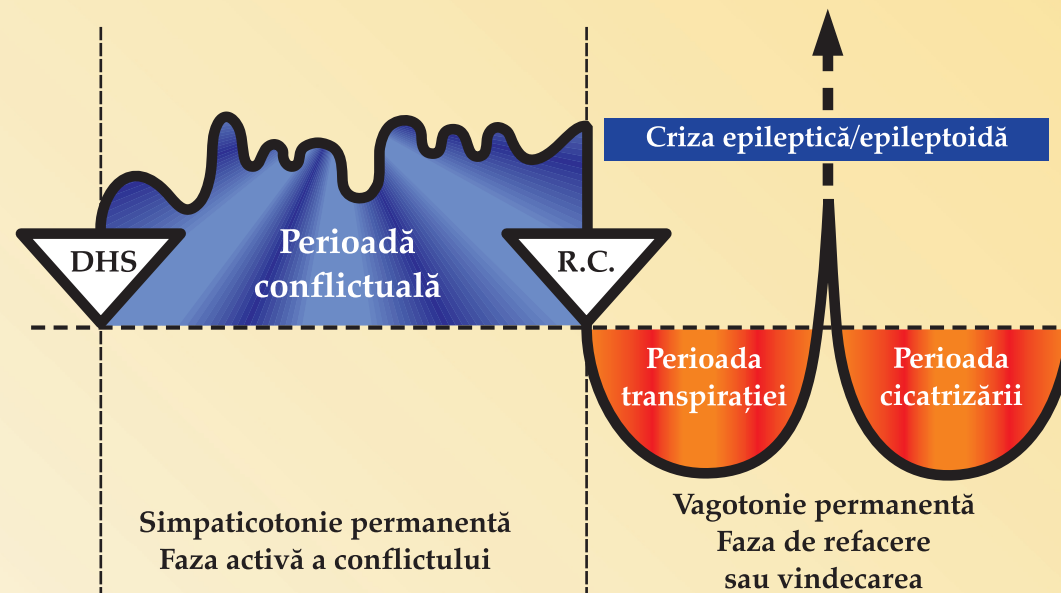 Criza epileptică/epileptoidă
DHS
Perioadă
conflictuală
R.C.
Perioada
transpirației
Perioada
cicatrizării
Simpaticotonie permanentă
Faza activă a conflictului
Vagotonie permanentă
Faza de refacere
sau vindecarea